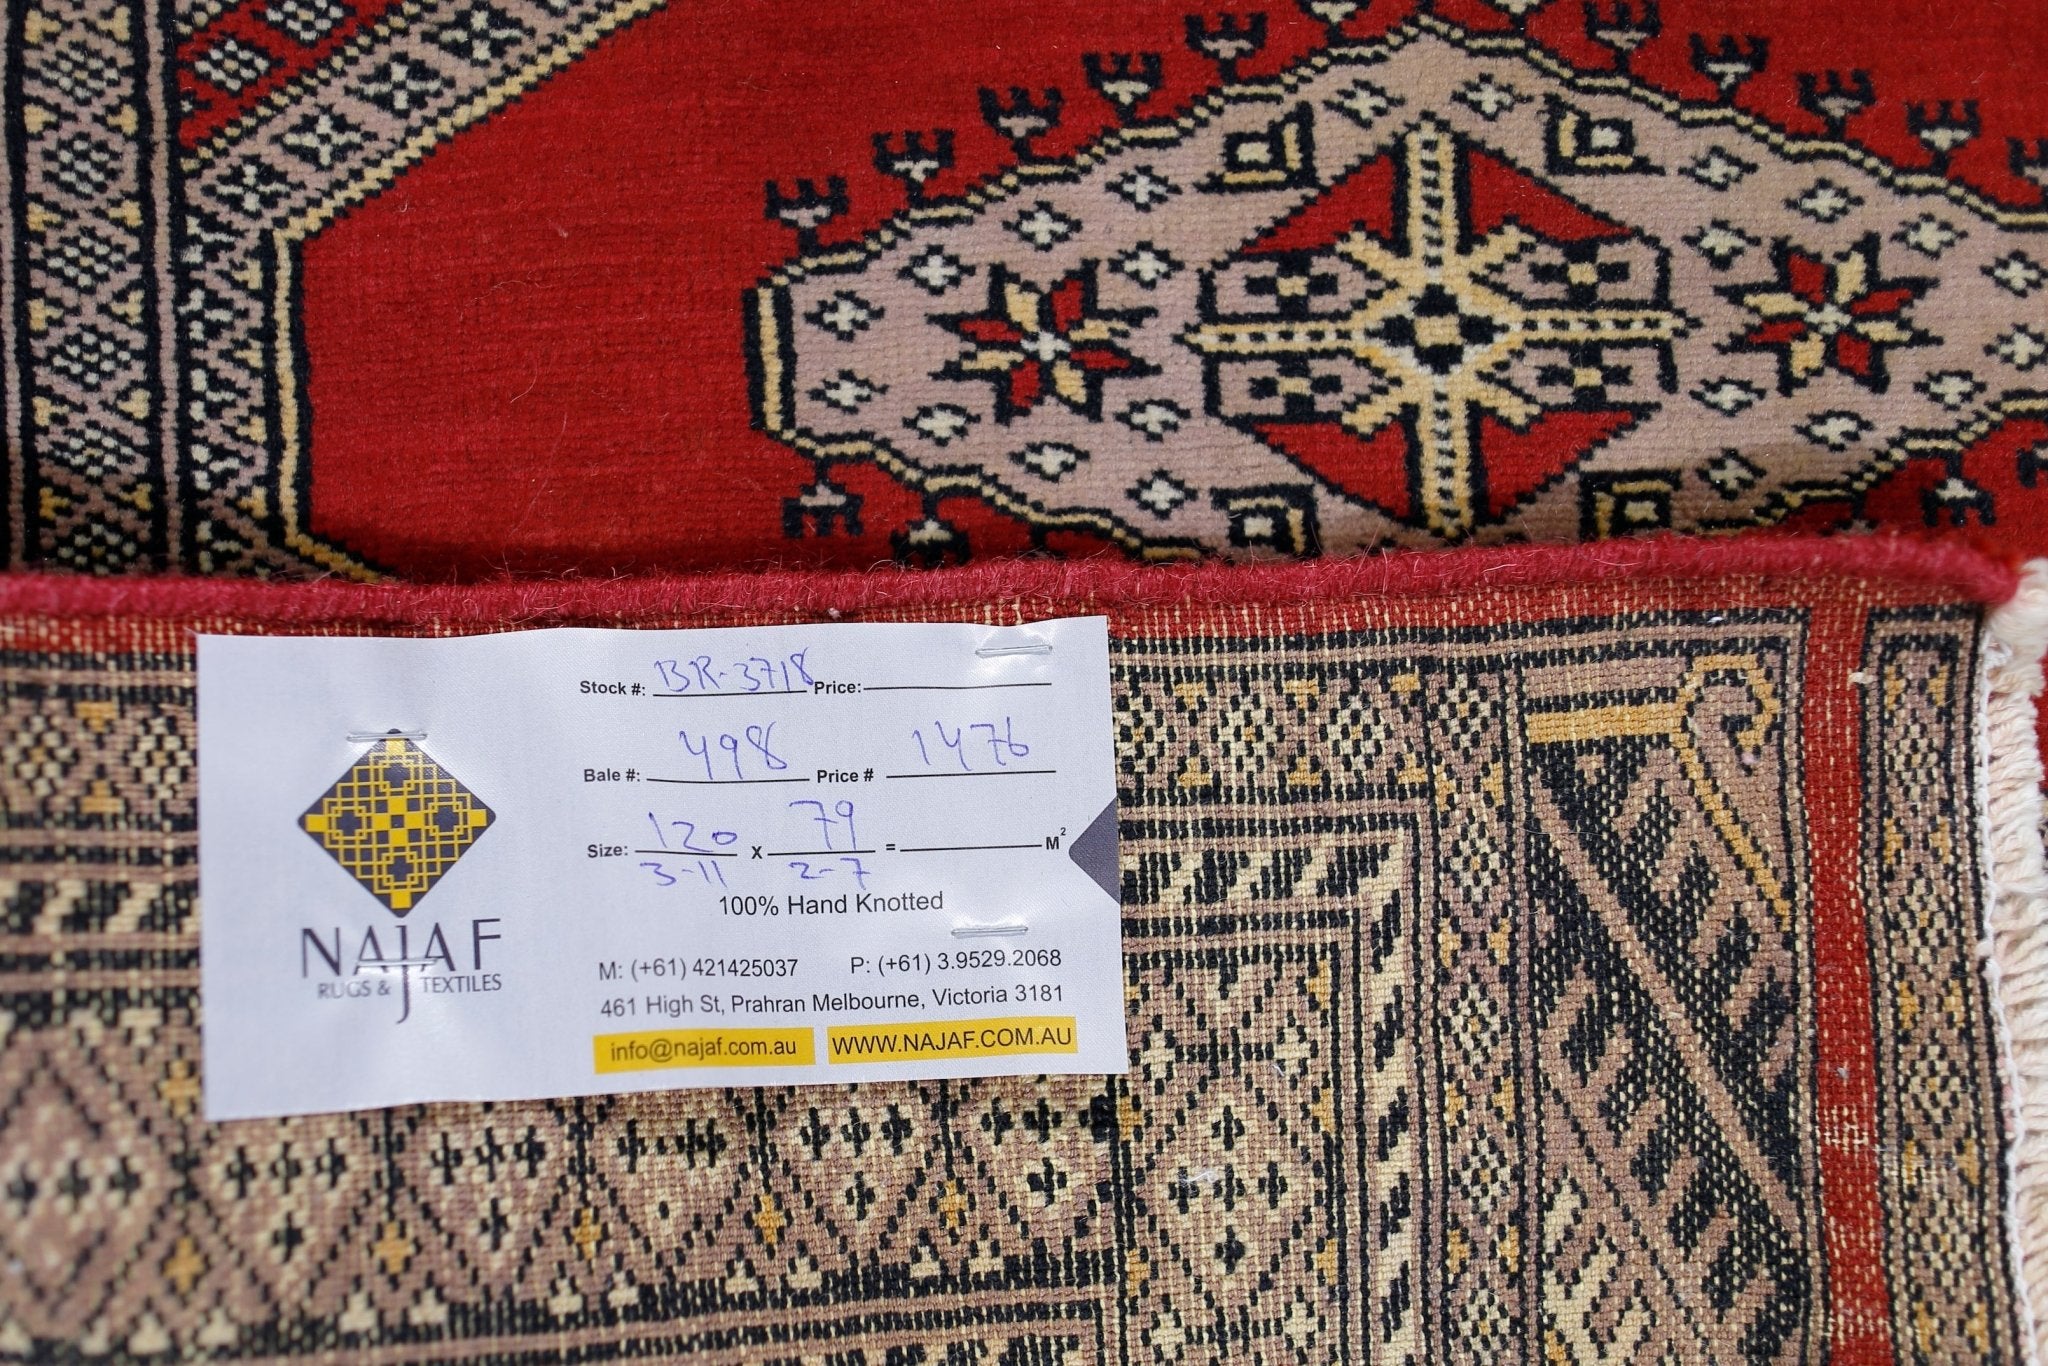 Stock #: BR-3718 Price:
Bale #: 498 Price # 1476
Size: 120 x 79 = M²
3-11 2-7
100% Hand Knotted
NAJAF
RUGS & TEXTILES
M: (+61) 421425037 P: (+61) 3.9529.2068
461 High St, Prahran Melbourne, Victoria 3181
info@najaf.com.au WWW.NAJAF.COM.AU